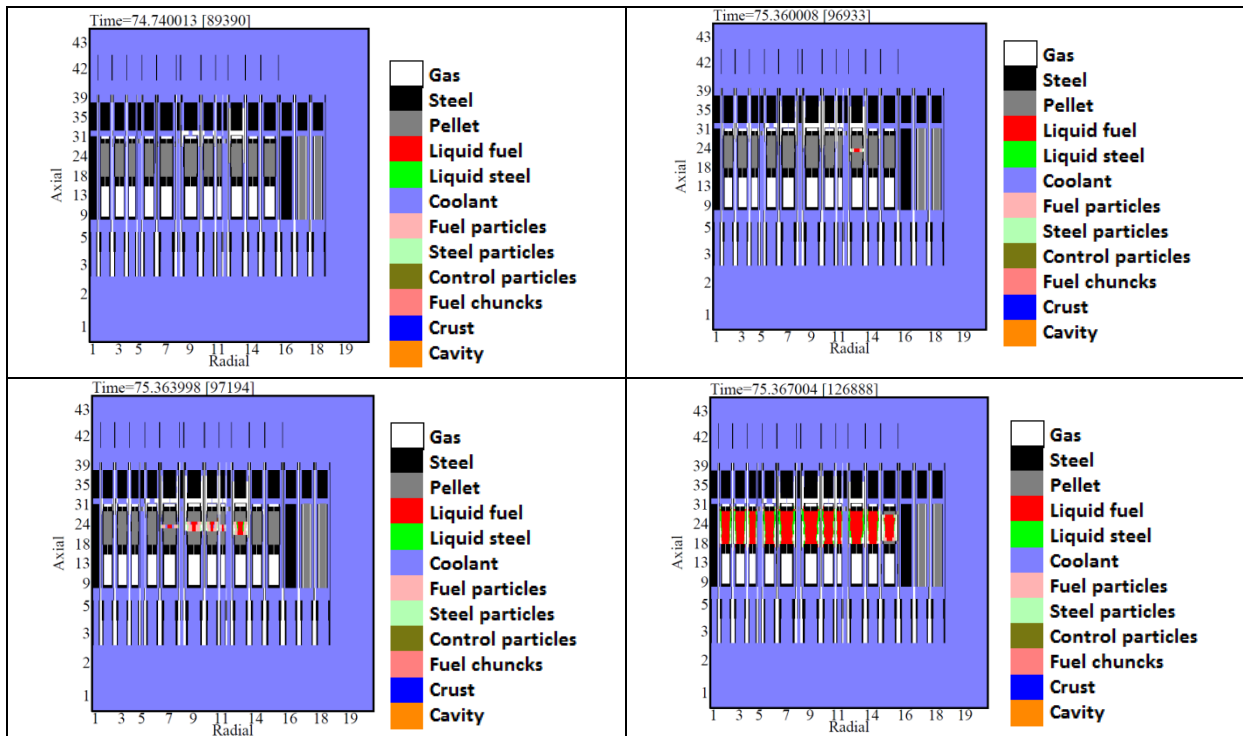 Time=74.740013 [89390]
43
42
39
35
31
24
18
13
9
5
3
2
1
Axial
1 3 5 7 9 11 14 16 18 19
Radial
Gas
Steel
Pellet
Liquid fuel
Liquid steel
Coolant
Fuel particles
Steel particles
Control particles
Fuel chuncks
Crust
Cavity
Time=75.360008 [96933]
43
42
39
35
31
24
18
13
9
5
3
2
1
Axial
1 3 5 7 9 11 14 16 18 19
Radial
Gas
Steel
Pellet
Liquid fuel
Liquid steel
Coolant
Fuel particles
Steel particles
Control particles
Fuel chuncks
Crust
Cavity
Time=75.363998 [97194]
43
42
39
35
31
24
18
13
9
5
3
2
1
Axial
1 3 5 7 9 11 14 16 18 19
Radial
Gas
Steel
Pellet
Liquid fuel
Liquid steel
Coolant
Fuel particles
Steel particles
Control particles
Fuel chuncks
Crust
Cavity
Time=75.367004 [126888]
43
42
39
35
31
24
18
13
9
5
3
2
1
Axial
1 3 5 7 9 11 14 16 18 19
Radial
Gas
Steel
Pellet
Liquid fuel
Liquid steel
Coolant
Fuel particles
Steel particles
Control particles
Fuel chuncks
Crust
Cavity